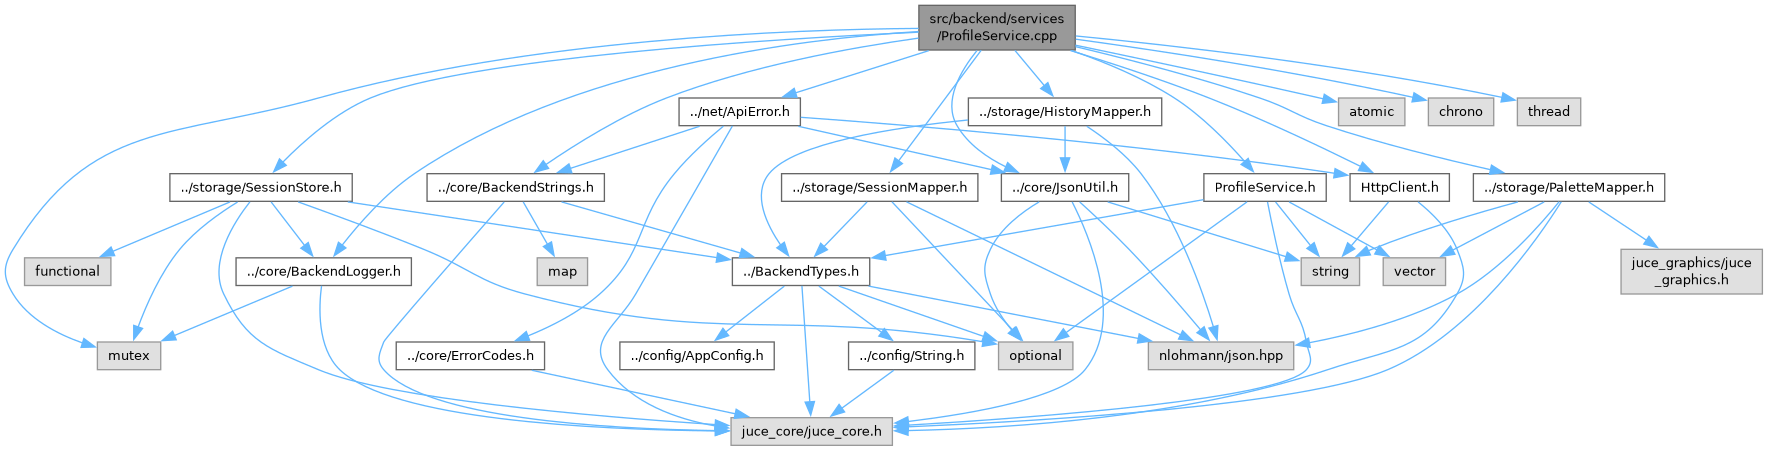 src/backend/services
/ProfileService.cpp
../net/ApiError.h
../storage/HistoryMapper.h
atomic
chrono
thread
../storage/SessionStore.h
../core/BackendStrings.h
../storage/SessionMapper.h
../core/JsonUtil.h
ProfileService.h
HttpClient.h
../storage/PaletteMapper.h
functional
../core/BackendLogger.h
map
../BackendTypes.h
string
vector
juce_graphics/juce
_graphics.h
mutex
../core/ErrorCodes.h
../config/AppConfig.h
../config/String.h
optional
nlohmann/json.hpp
juce_core/juce_core.h